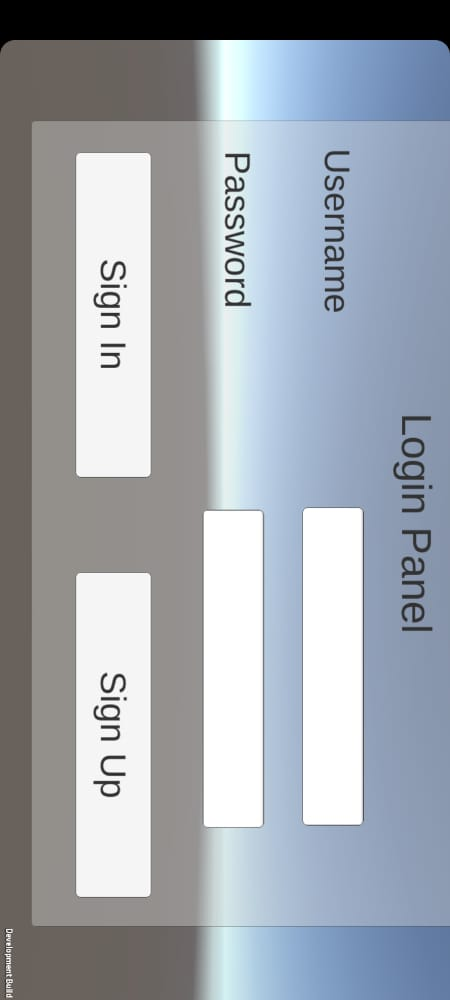 Login Panel
Username
Password
Sign In
Sign Up
Development Build